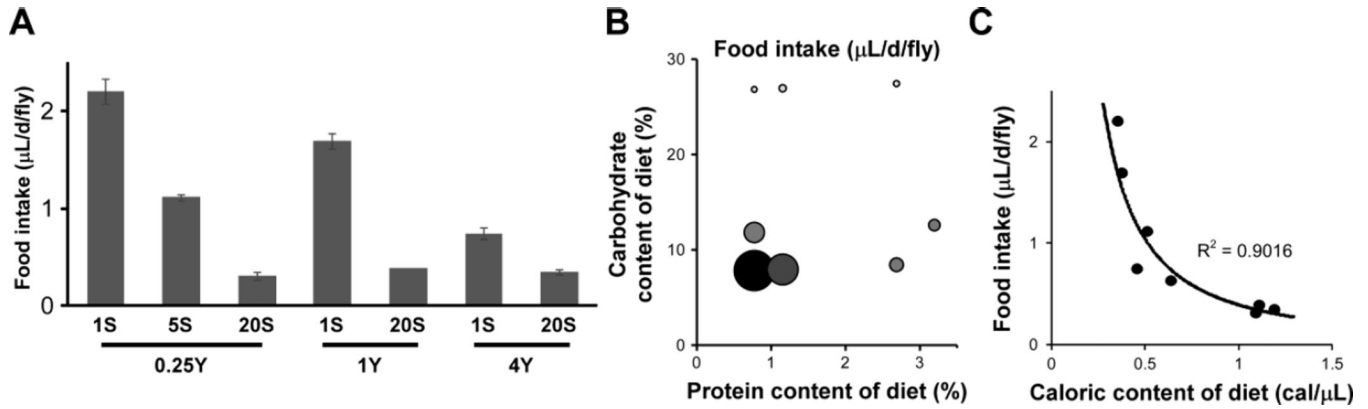 A
Food intake (μL/d/fly)
2
1
0
1S 5S 20S 1S 20S 1S 20S
0.25Y 1Y 4Y
B
Food intake (μL/d/fly)
Carbohydrate
content of diet (%)
30
20
10
0
0 1 2 3
Protein content of diet (%)
C
Food intake (μL/d/fly)
2
1
0
R² = 0.9016
0 0.5 1 1.5
Caloric content of diet (cal/μL)